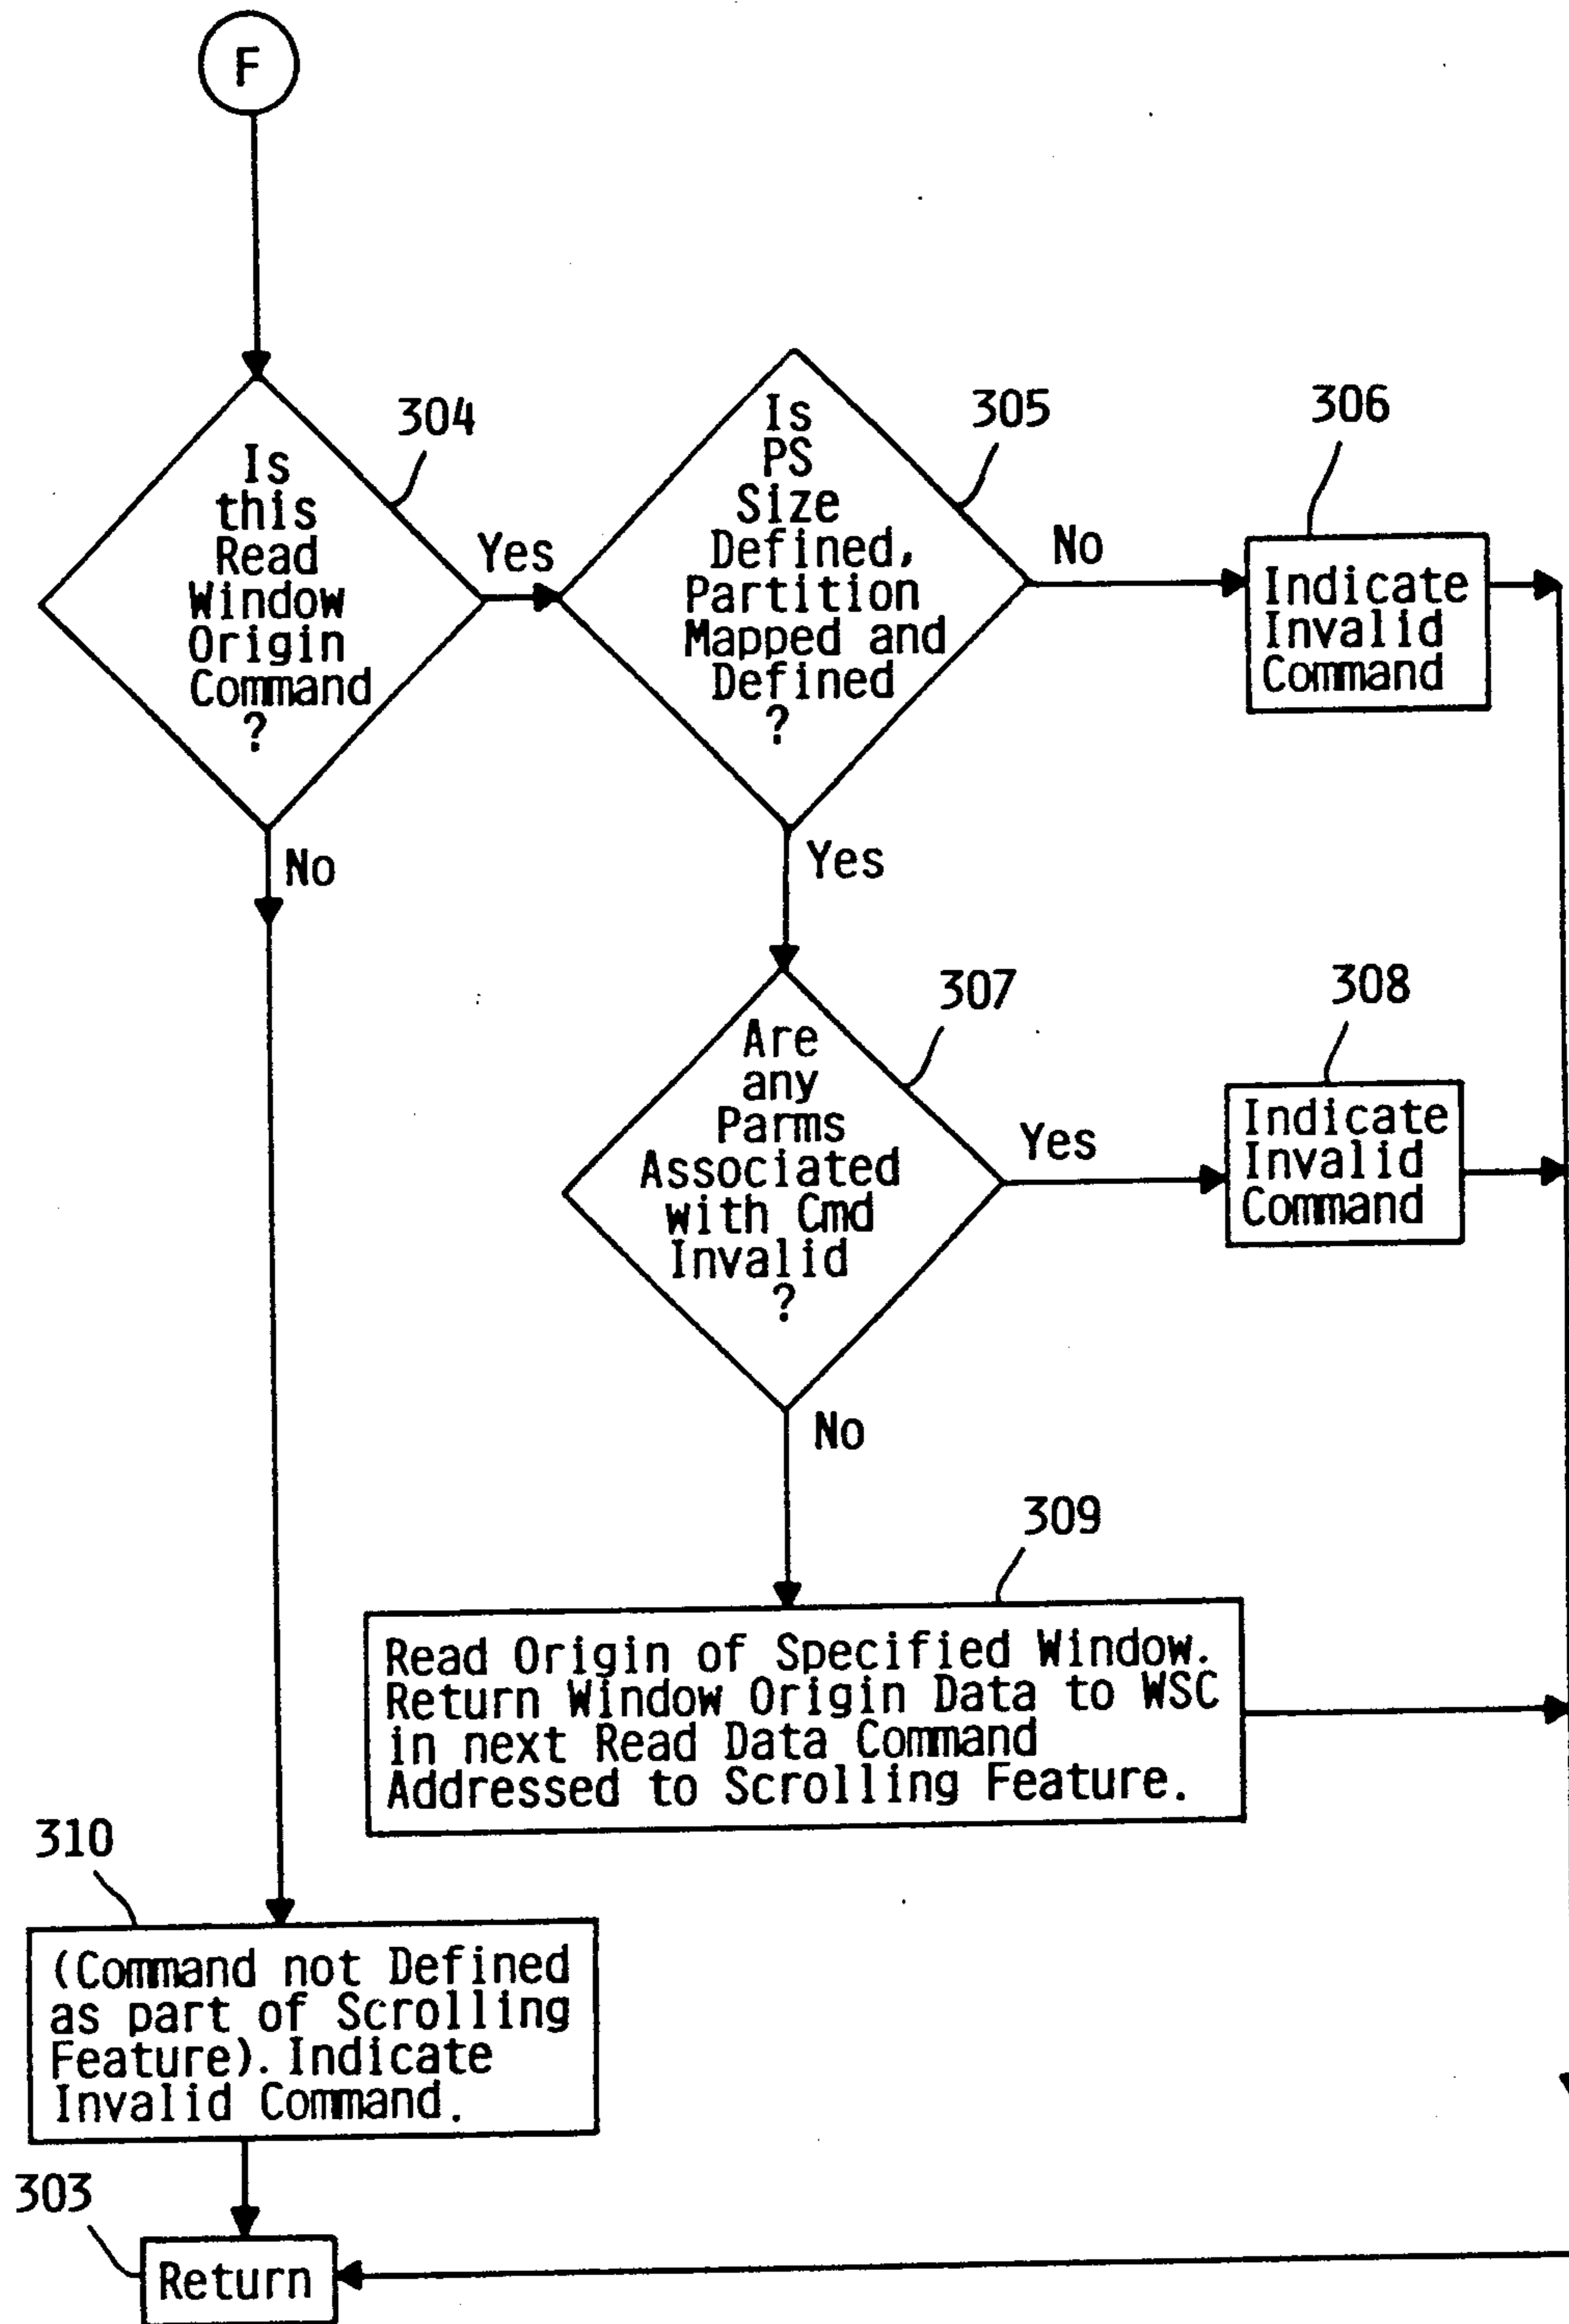 F
304
Is
this
Read
Window
Origin
Command
?
Yes
No
305
Is
PS
Size
Defined,
Partition
Mapped and
Defined
?
No
Yes
306
Indicate
Invalid
Command
307
Are
any
Parms
Associated
with Cmd
Invalid
?
Yes
No
308
Indicate
Invalid
Command
309
Read Origin of Specified Window.
Return Window Origin Data to WSC
in next Read Data Command
Addressed to Scrolling Feature.
310
(Command not Defined
as part of Scrolling
Feature). Indicate
Invalid Command.
303
Return